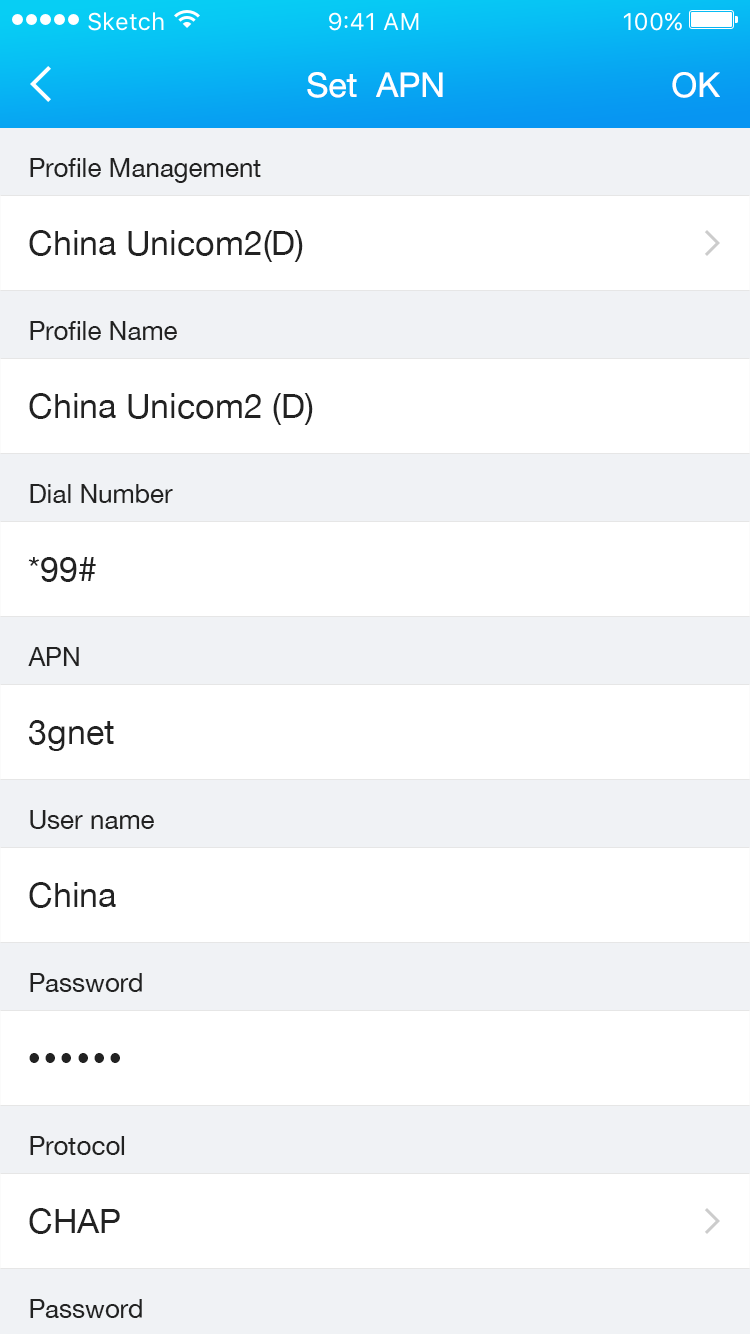 Sketch 9:41 AM 100%
Set APN OK
Profile Management
China Unicom2(D)
Profile Name
China Unicom2 (D)
Dial Number
*99#
APN
3gnet
User name
China
Password
••••••
Protocol
CHAP
Password